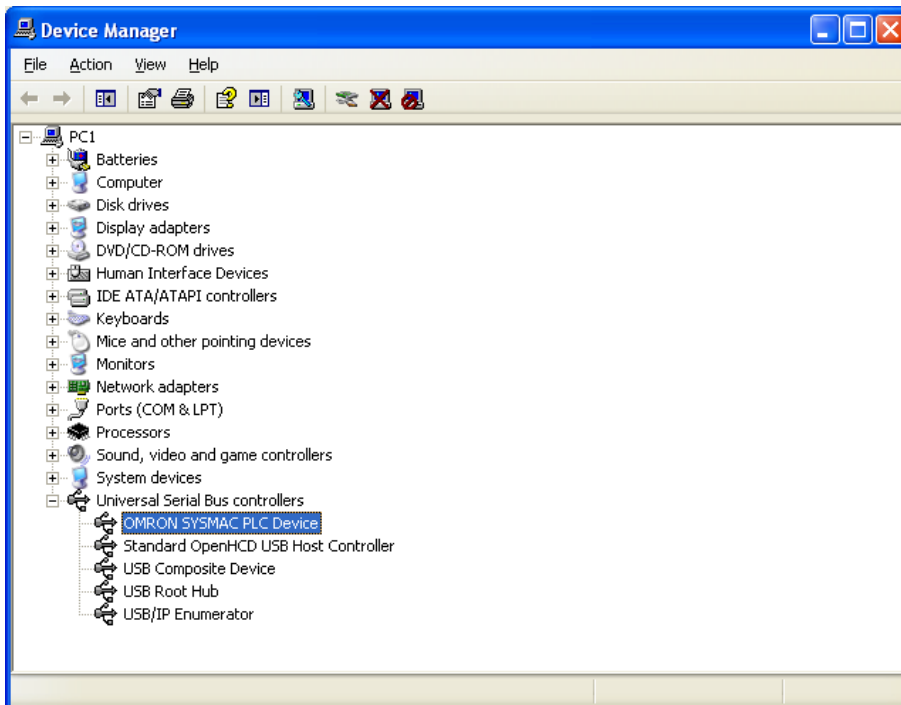 Device Manager
File Action View Help
PC1
Batteries
Computer
Disk drives
Display adapters
DVD/CD-ROM drives
Human Interface Devices
IDE ATA/ATAPI controllers
Keyboards
Mice and other pointing devices
Monitors
Network adapters
Ports (COM & LPT)
Processors
Sound, video and game controllers
System devices
Universal Serial Bus controllers
OMRON SYSMAC PLC Device
Standard OpenHCD USB Host Controller
USB Composite Device
USB Root Hub
USB/IP Enumerator